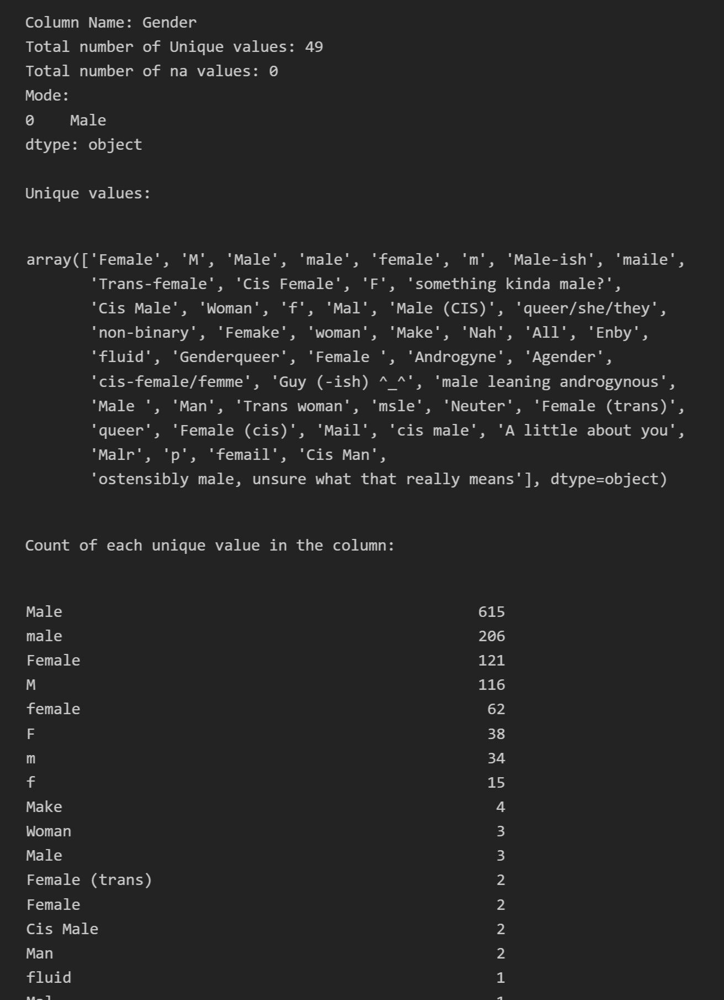 Column Name: Gender
Total number of Unique values: 49
Total number of na values: 0
Mode:
0    Male
dtype: object
Unique values:
array(['Female', 'M', 'Male', 'male', 'female', 'm', 'Male-ish', 'maile',
       'Trans-female', 'Cis Female', 'F', 'something kinda male?',
       'Cis Male', 'Woman', 'f', 'Mal', 'Male (CIS)', 'queer/she/they',
       'non-binary', 'Femake', 'woman', 'Make', 'Nah', 'All', 'Enby',
       'fluid', 'Genderqueer', 'Female ', 'Androgyne', 'Agender',
       'cis-female/femme', 'Guy (-ish) ^_^', 'male leaning androgynous',
       'Male ', 'Man', 'Trans woman', 'msle', 'Neuter', 'Female (trans)',
       'queer', 'Female (cis)', 'Mail', 'cis male', 'A little about you',
       'Malr', 'p', 'femail', 'Cis Man',
       'ostensibly male, unsure what that really means'], dtype=object)
Count of each unique value in the column:
Male 615
male 206
Female 121
M 116
female 62
F 38
m 34
f 15
Make 4
Woman 3
Male 3
Female (trans) 2
Female 2
Cis Male 2
Man 2
fluid 1